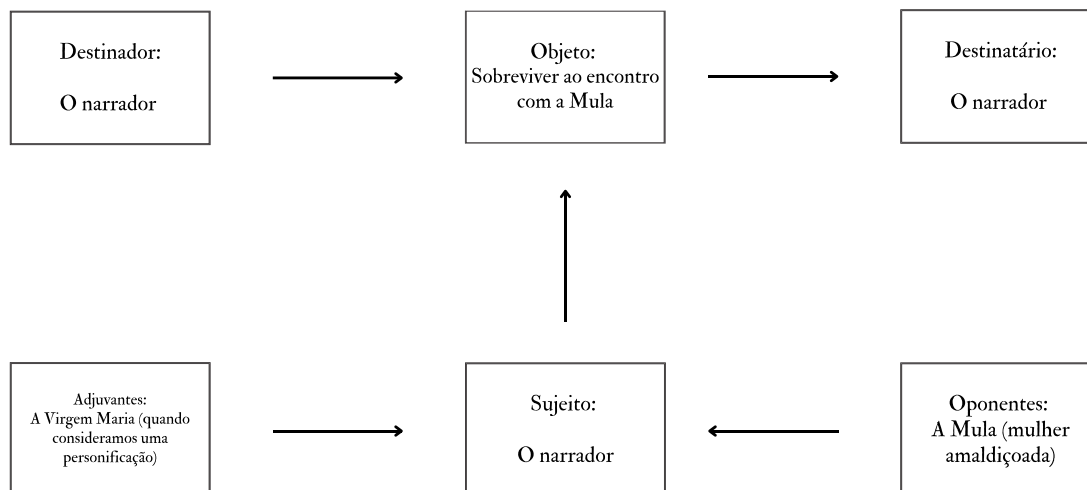 Destinador:
O narrador
Objeto:
Sobreviver ao encontro
com a Mula
Destinatário:
O narrador
Adjuvantes:
A Virgem Maria (quando
consideramos uma
personificação)
Sujeito:
O narrador
Oponentes:
A Mula (mulher
amaldiçoada)